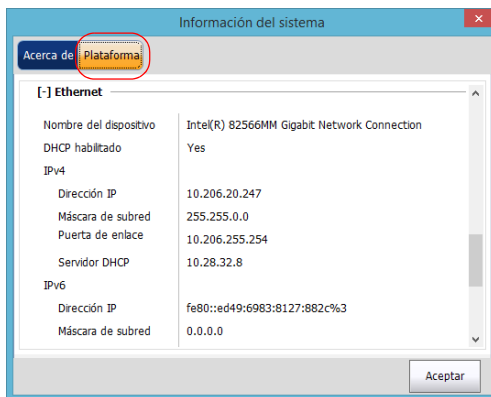 Información del sistema
Acerca de Plataforma
[-] Ethernet
Nombre del dispositivo Intel(R) 82566MM Gigabit Network Connection
DHCP habilitado Yes
IPv4
Dirección IP 10.206.20.247
Máscara de subred 255.255.0.0
Puerta de enlace 10.206.255.254
Servidor DHCP 10.28.32.8
IPv6
Dirección IP fe80::ed49:6983:8127:882c%3
Máscara de subred 0.0.0.0
Aceptar